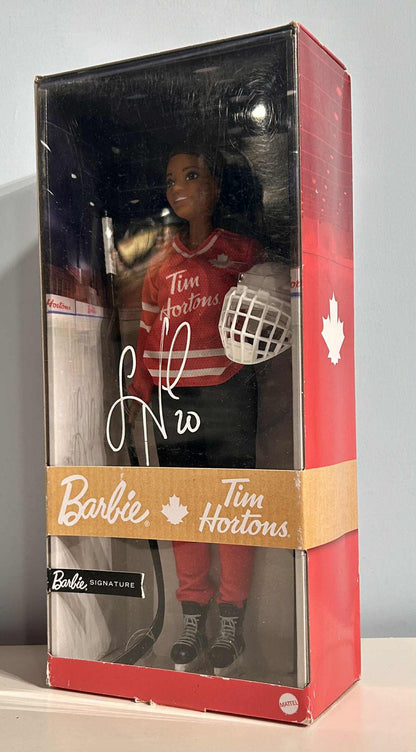 Tim
Hortons
Hortons
20
Barbie
Tim
Hortons.
Barbie SIGNATURE
MATTEL